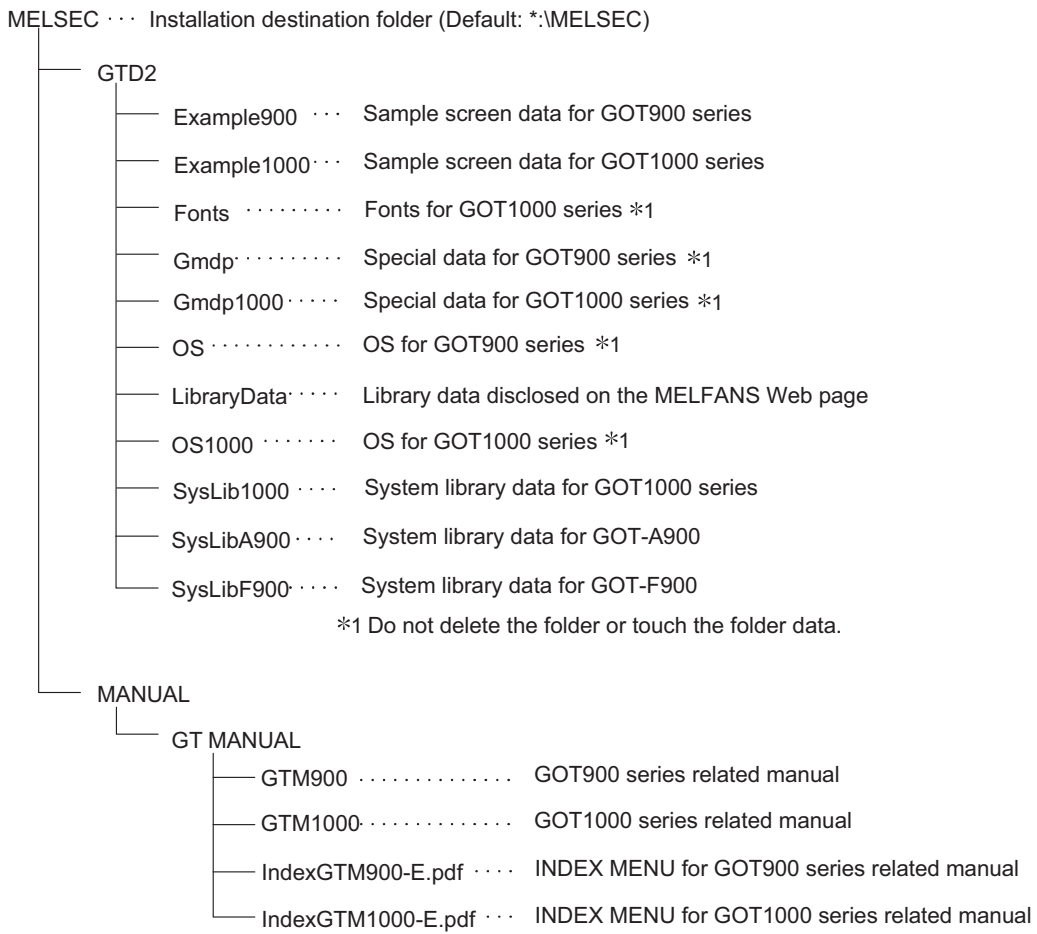 MELSEC ··· Installation destination folder (Default: *:\MELSEC)
GTD2
Example900 ··· Sample screen data for GOT900 series
Example1000 ··· Sample screen data for GOT1000 series
Fonts ········· Fonts for GOT1000 series *1
Gmdp ·········· Special data for GOT900 series *1
Gmdp1000 ····· Special data for GOT1000 series *1
OS ············ OS for GOT900 series *1
LibraryData ····· Library data disclosed on the MELFANS Web page
OS1000 ······· OS for GOT1000 series *1
SysLib1000 ···· System library data for GOT1000 series
SysLibA900 ···· System library data for GOT-A900
SysLibF900 ····· System library data for GOT-F900
*1 Do not delete the folder or touch the folder data.
MANUAL
GT MANUAL
GTM900 ·············· GOT900 series related manual
GTM1000 ·············· GOT1000 series related manual
IndexGTM900-E.pdf ···· INDEX MENU for GOT900 series related manual
IndexGTM1000-E.pdf ··· INDEX MENU for GOT1000 series related manual